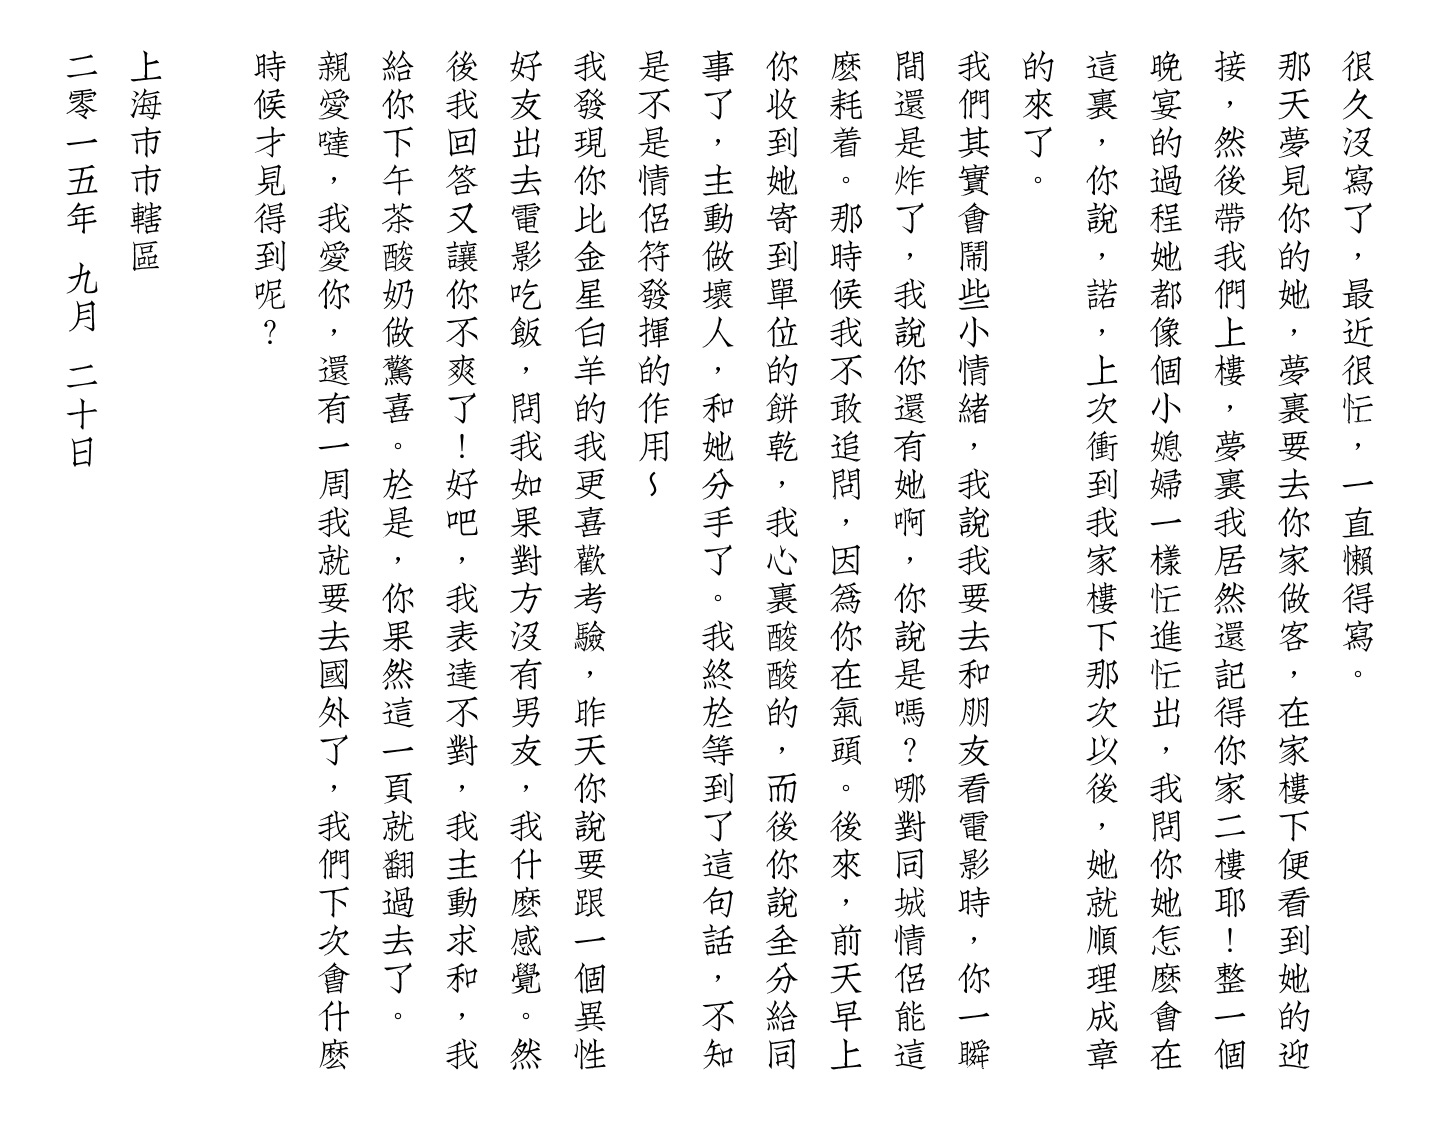 很久沒寫了，最近很忙，一直懶得寫。
那天夢見你的她，夢裏要去你家做客，在家樓下便看到她的迎
接，然後帶我們上樓，夢裏我居然還記得你家二樓耶！整一個
晚宴的過程她都像個小媳婦一樣忙進忙出，我問你她怎麽會在
這裏，你說，諾，上次衝到我家樓下那次以後，她就順理成章
的來了。
我們其實會鬧些小情緒，我說我要去和朋友看電影時，你一瞬
間還是炸了，我說你還有她啊，你說是嗎？哪對同城情侶能這
麽耗着。那時候我不敢追問，因爲你在氣頭。後來，前天早上
你收到她寄到單位的餅乾，我心裏酸酸的，而後你說全分給同
事了，主動做壞人，和她分手了。我終於等到了這句話，不知
是不是情侶符發揮的作用～
我發現你比金星白羊的我更喜歡考驗，昨天你說要跟一個異性
好友出去電影吃飯，問我如果對方沒有男友，我什麽感覺。然
後我回答又讓你不爽了！好吧，我表達不對，我主動求和，我
給你下午茶酸奶做驚喜。於是，你果然這一頁就翻過去了。
親愛噠，我愛你，還有一周我就要去國外了，我們下次會什麽
時候才見得到呢？
上海市市轄區
二零一五年 九月 二十日